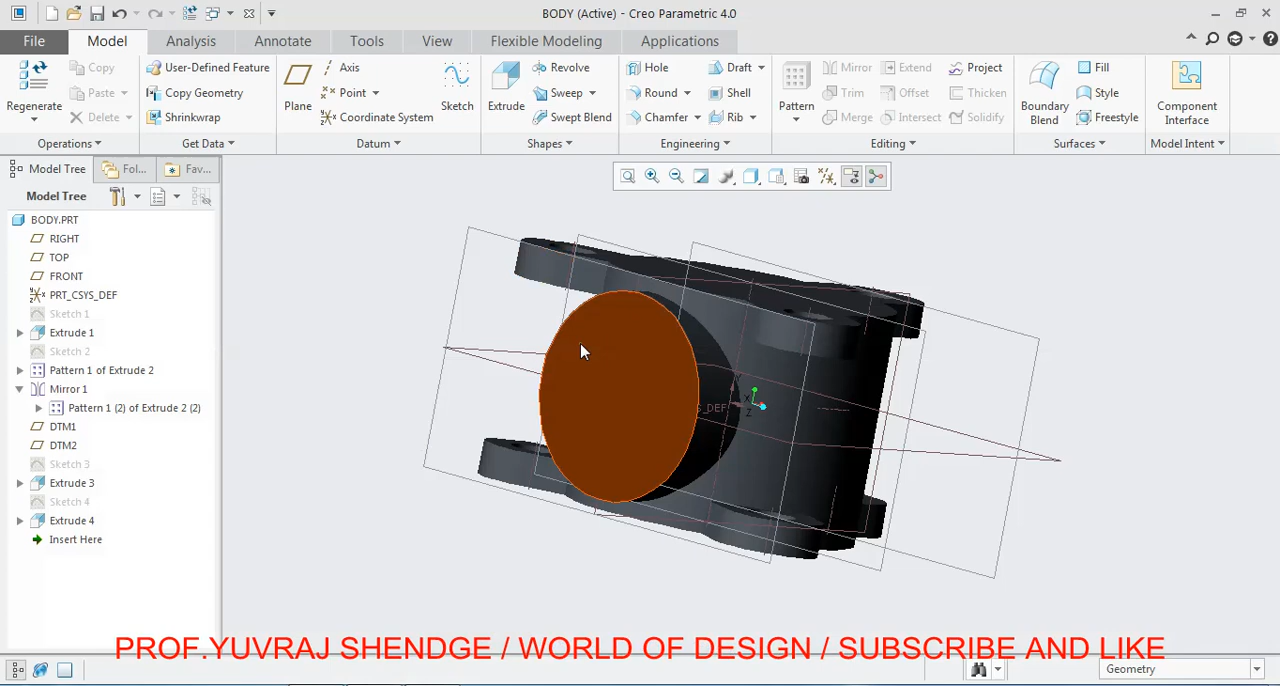 BODY (Active) - Creo Parametric 4.0
File Model Analysis Annotate Tools View Flexible Modeling Applications
Regenerate
Copy
Paste
Delete
Operations
User-Defined Feature
Copy Geometry
Shrinkwrap
Get Data
Plane
Axis
Point
Coordinate System
Sketch
Datum
Extrude
Revolve
Sweep
Swept Blend
Shapes
Hole
Draft
Round
Shell
Chamfer
Rib
Engineering
Pattern
Mirror
Extend
Project
Trim
Offset
Thicken
Merge
Intersect
Solidify
Editing
Boundary
Blend
Fill
Style
Freestyle
Surfaces
Component
Interface
Model Intent
Model Tree
Fol...
Fav...
Model Tree
BODY.PRT
RIGHT
TOP
FRONT
PRT_CSYS_DEF
Sketch 1
Extrude 1
Sketch 2
Pattern 1 of Extrude 2
Mirror 1
Pattern 1 (2) of Extrude 2 (2)
DTM1
DTM2
Sketch 3
Extrude 3
Sketch 4
Extrude 4
Insert Here
S_DEF
X
Z
PROF.YUVRAJ SHENDGE / WORLD OF DESIGN / SUBSCRIBE AND LIKE
Geometry